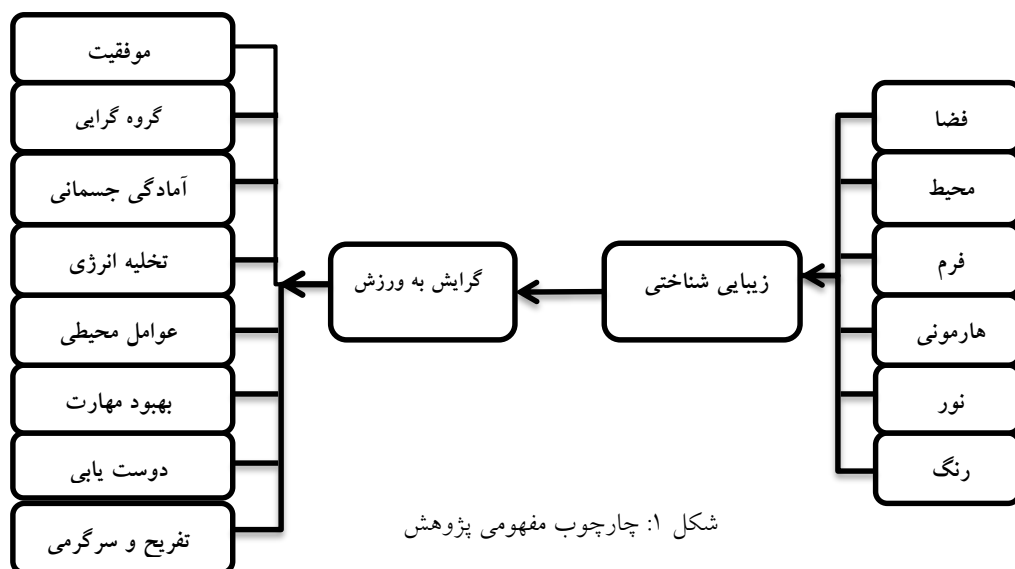 فضا
محیط
فرم
هارمونی
نور
رنگ
زیبایی شناختی
گرایش به ورزش
موفقیت
گروه گرایی
آمادگی جسمانی
تخلیه انرژی
عوامل محیطی
بهبود مهارت
دوست یابی
تفریح و سرگرمی
شکل ۱: چارچوب مفهومی پژوهش